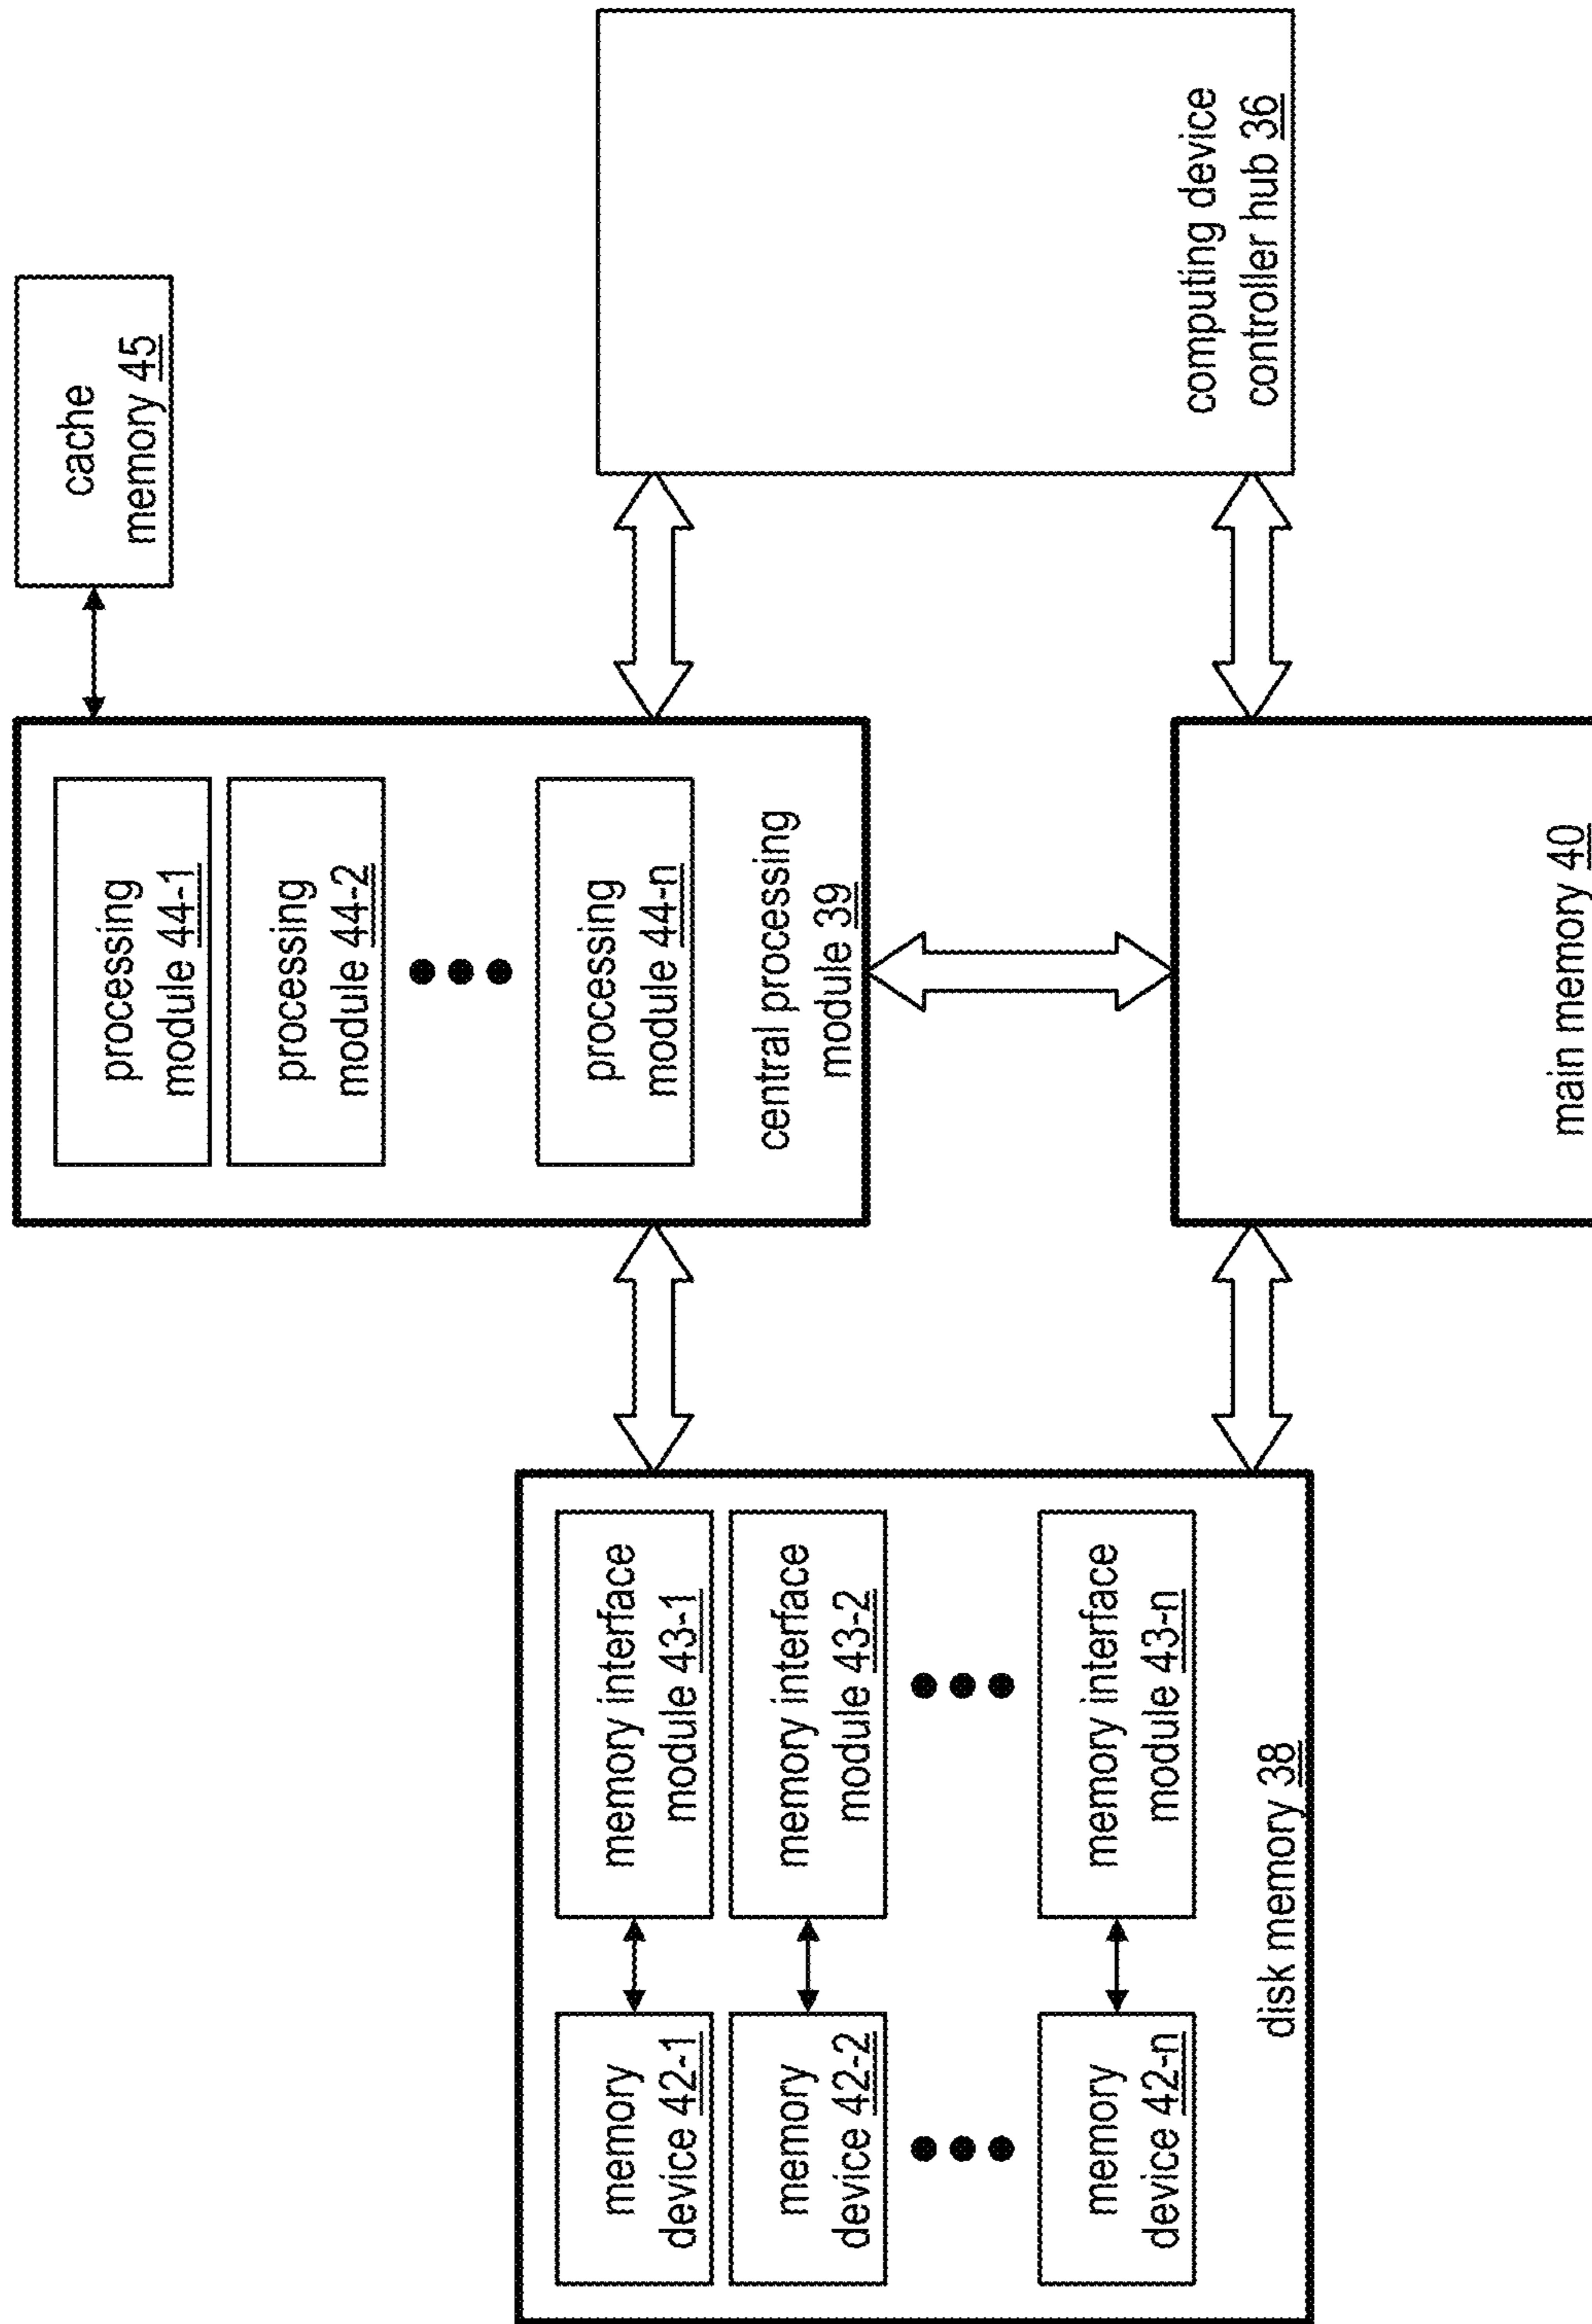 memory
device 42-1
memory
device 42-2
memory
device 42-n
memory interface
module 43-1
memory interface
module 43-2
memory interface
module 43-n
disk memory 38
processing
module 44-1
processing
module 44-2
processing
module 44-n
central processing
module 39
main memory 40
cache
memory 45
computing device
controller hub 36